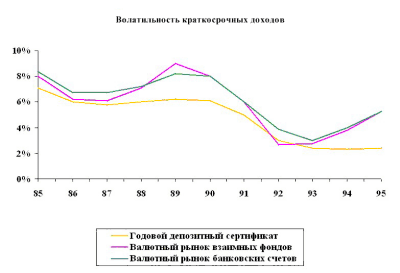 Волатильность краткосрочных доходов
10%
8%
6%
4%
2%
0%
85 86 87 88 89 90 91 92 93 94 95
Годовой депозитный сертификат
Валютный рынок взаимных фондов
Валютный рынок банковских счетов